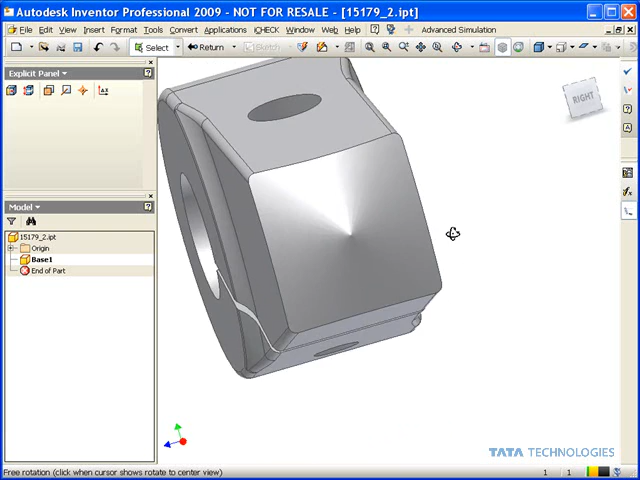 Autodesk Inventor Professional 2009 - NOT FOR RESALE - [15179_2.ipt]
File Edit View Insert Format Tools Convert Applications iCHECK Window Web Help Advanced Simulation
Select Return Sketch
Explicit Panel
RIGHT
Model
15179_2.ipt
Origin
Base1
End of Part
TATA TECHNOLOGIES
Free rotation (click when cursor shows rotate to center view) 1 1